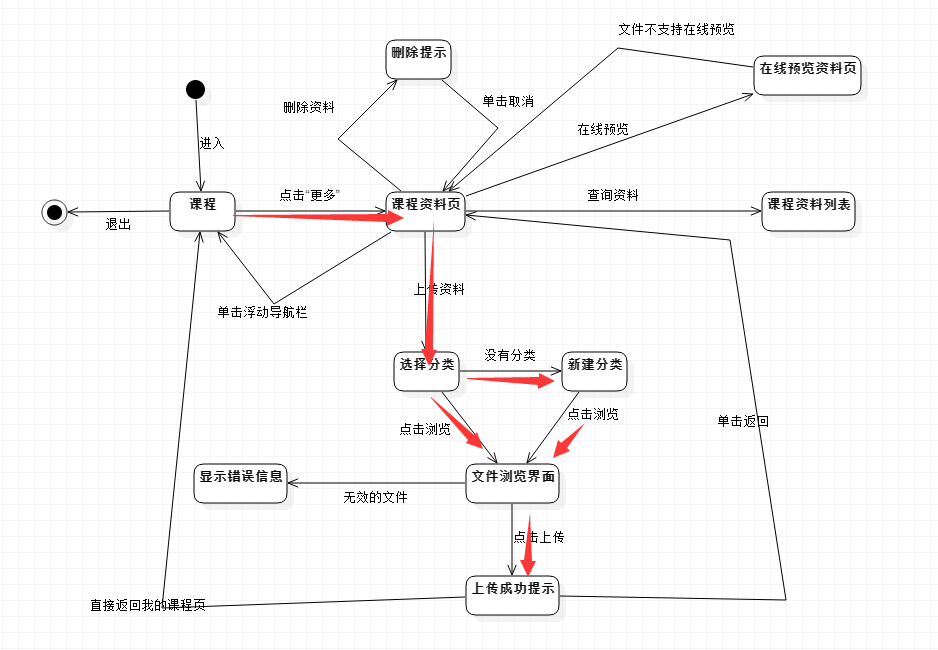 文件不支持在线预览
删除提示
在线预览资料页
删除资料
单击取消
在线预览
进入
点击“更多”
查询资料
课程
课程资料页
课程资料列表
退出
上传资料
单击浮动导航栏
没有分类
选择分类
新建分类
点击浏览
点击浏览
单击返回
显示错误信息
文件浏览界面
无效的文件
点击上传
上传成功提示
直接返回我的课程页